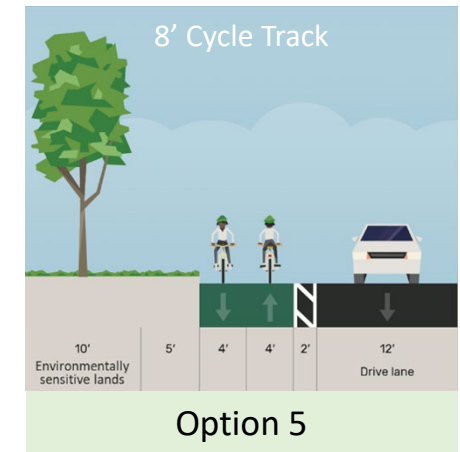 8’ Cycle Track
10’ 5’ 4’ 4’ 2’ 12’
Environmentally sensitive lands
Drive lane
Option 5